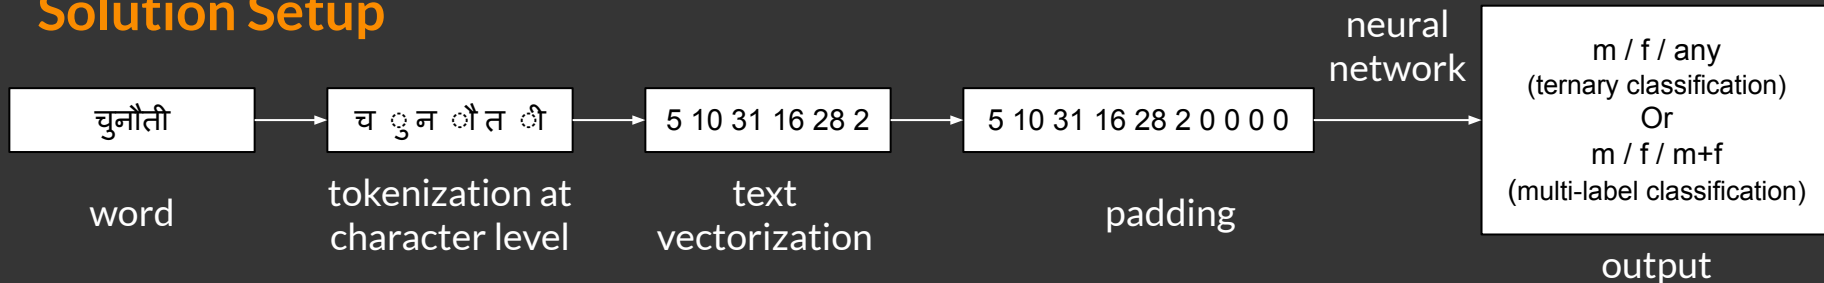 Solution Setup
चुनौती
word
च ु न ौ त ी
tokenization at
character level
5 10 31 16 28 2
text
vectorization
5 10 31 16 28 2 0 0 0 0
padding
neural
network
m / f / any
(ternary classification)
Or
m / f / m+f
(multi-label classification)
output